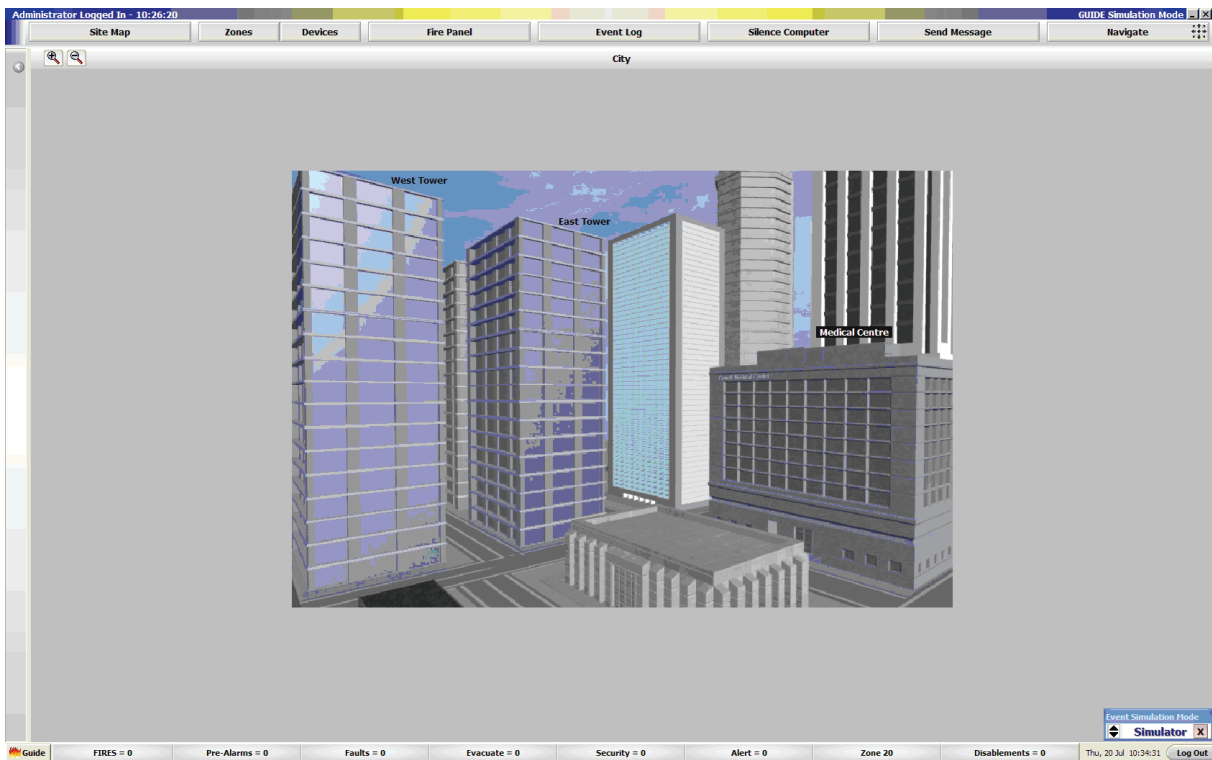 Administrator Logged In - 10:26:20
GUIDE Simulation Mode
Site Map
Zones
Devices
Fire Panel
Event Log
Silence Computer
Send Message
Navigate
City
West Tower
East Tower
Medical Centre
Event Simulation Mode
Simulator X
Guide
FIRES = 0
Pre-Alarms = 0
Faults = 0
Evacuate = 0
Security = 0
Alert = 0
Zone 20
Disablements = 0
Thu, 20 Jul 10:34:31
Log Out